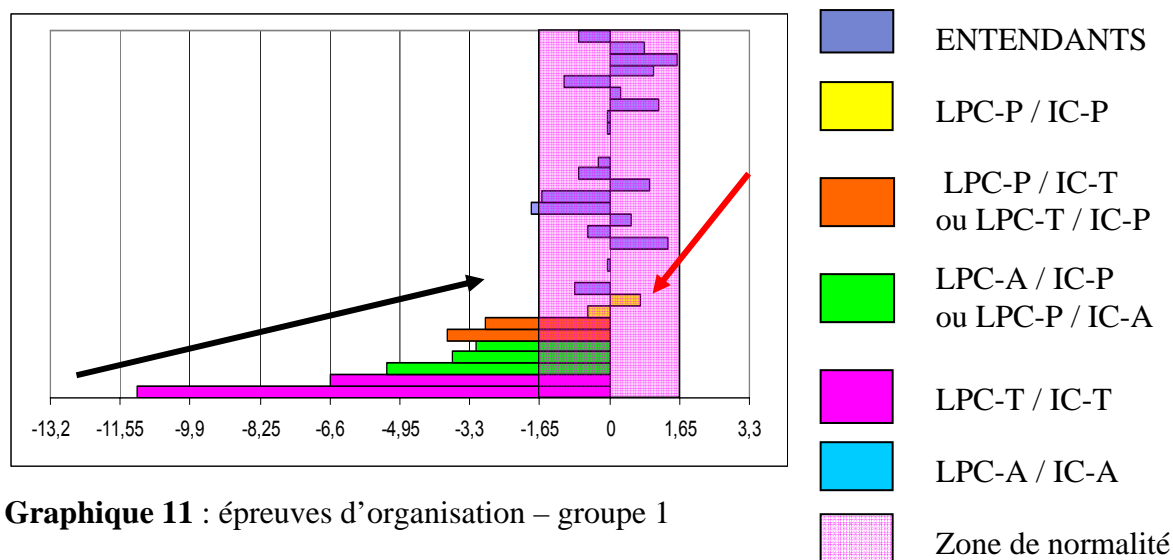 ENTENDANTS
LPC-P / IC-P
LPC-P / IC-T
ou LPC-T / IC-P
LPC-A / IC-P
ou LPC-P / IC-A
LPC-T / IC-T
LPC-A / IC-A
Zone de normalité
-13,2 -11,55 -9,9 -8,25 -6,6 -4,95 -3,3 -1,65 0 1,65 3,3
Graphique 11 : épreuves d’organisation – groupe 1